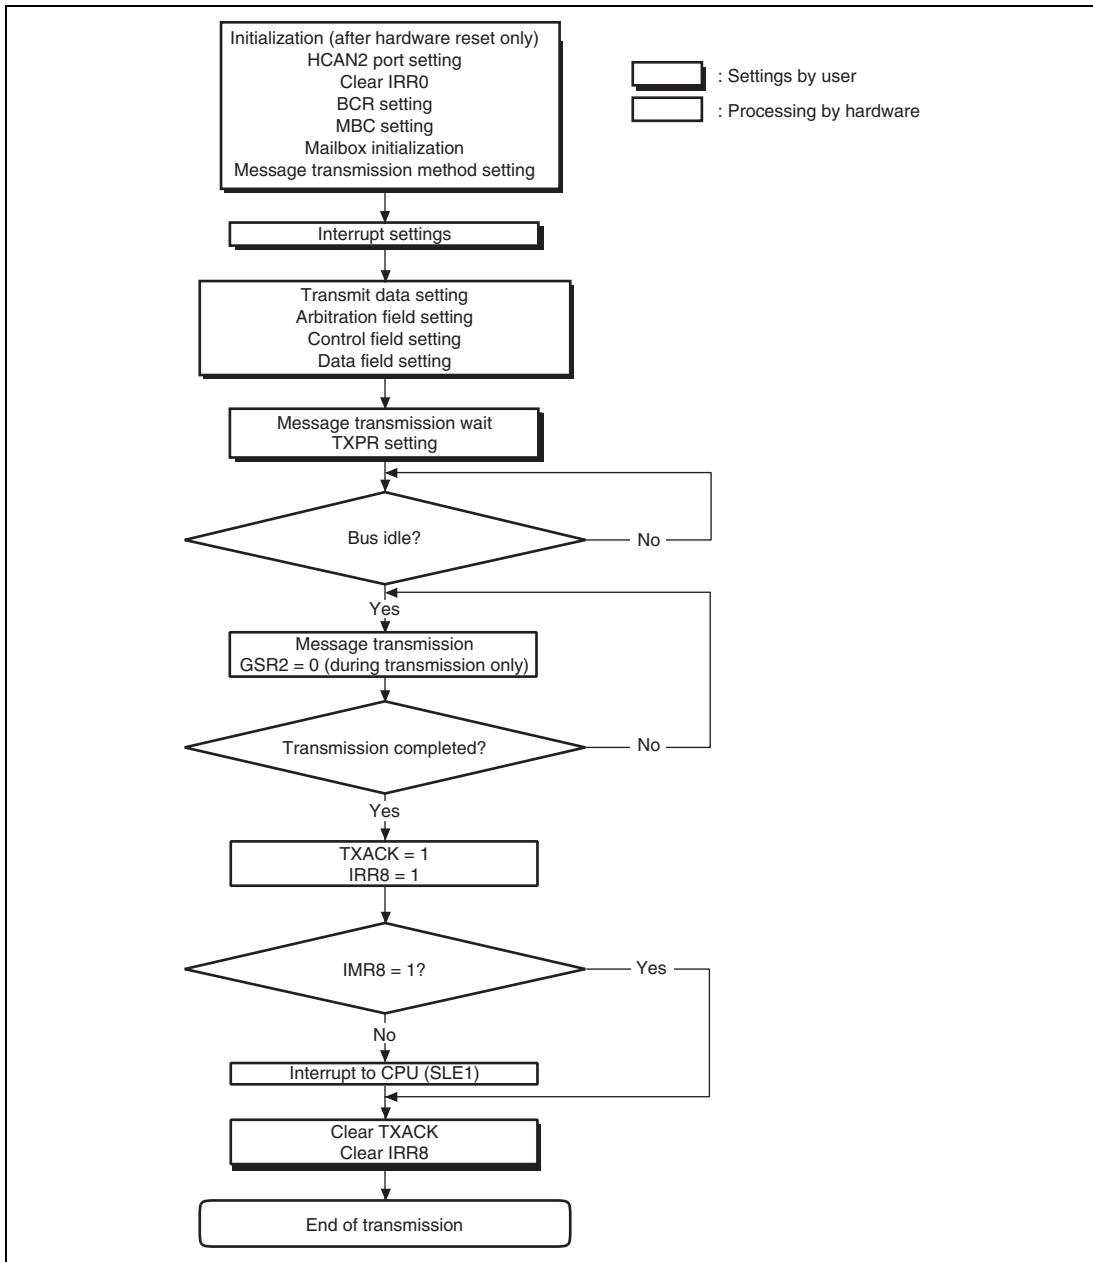 Initialization (after hardware reset only)
HCAN2 port setting
Clear IRR0
BCR setting
MBC setting
Mailbox initialization
Message transmission method setting
: Settings by user
: Processing by hardware
Interrupt settings
Transmit data setting
Arbitration field setting
Control field setting
Data field setting
Message transmission wait
TXPR setting
Bus idle?
No
Yes
Message transmission
GSR2 = 0 (during transmission only)
Transmission completed?
No
Yes
TXACK = 1
IRR8 = 1
IMR8 = 1?
Yes
No
Interrupt to CPU (SLE1)
Clear TXACK
Clear IRR8
End of transmission